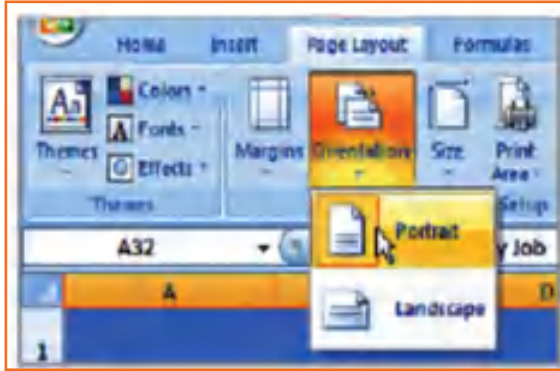 Home Insert Page Layout Formulas
Colors
Aa
A Fonts
Themes Margins Orientation Size Print
Effects
Area
Themes Setup
A32 Portrait y Job
A D
Landscape
1